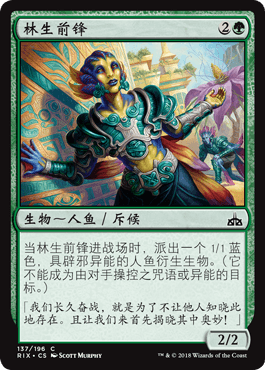 林生前锋 2
生物～人鱼／斥候
当林生前锋进战场时，派出一个 1/1 蓝
色，具辟邪异能的人鱼衍生生物。（它
不能成为由对手操控之咒语或异能的
目标。）
「我们长久奋战，就是为了不让他人知晓此
地存在。且让我们来首先揭晓其中奥妙！」
2/2
137/196 C
RIX • CS SCOTT MURPHY
™ & © 2018 Wizards of the Coast